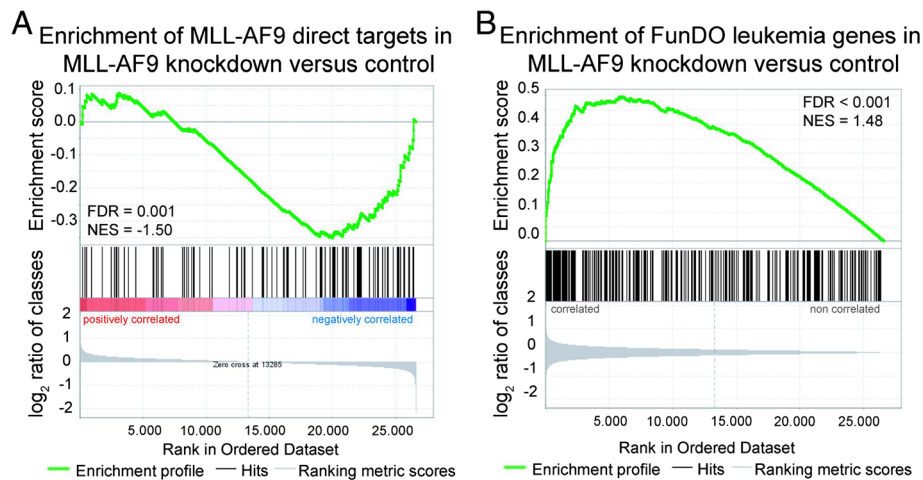 A
Enrichment of MLL-AF9 direct targets in
MLL-AF9 knockdown versus control
Enrichment score
0.1
0.0
-0.1
-0.2
-0.3
FDR = 0.001
NES = -1.50
log2 ratio of classes
2
1
0
-1
-2
positively correlated
negatively correlated
Zero cross at 13285
5.000
10.000
15.000
20.000
25.000
Rank in Ordered Dataset
Enrichment profile
Hits
Ranking metric scores
B
Enrichment of FunDO leukemia genes in
MLL-AF9 knockdown versus control
Enrichment score
0.5
0.4
0.3
0.2
0.1
0.0
FDR < 0.001
NES = 1.48
log2 ratio of classes
2
0
1
-1
-2
correlated
non correlated
5.000
10.000
15.000
20.000
25.000
Rank in Ordered Dataset
Enrichment profile
Hits
Ranking metric scores